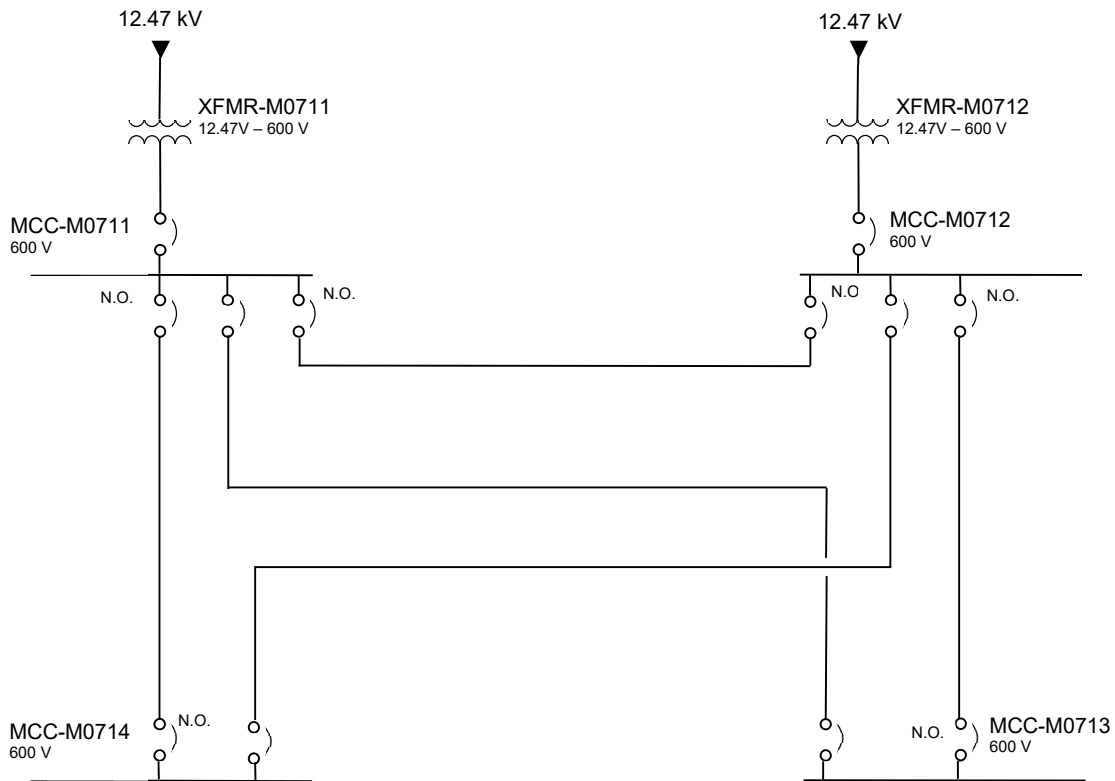 12.47 kV
12.47 kV
XFMR-M0711
12.47V – 600 V
XFMR-M0712
12.47V – 600 V
MCC-M0711
600 V
MCC-M0712
600 V
N.O.
N.O.
N.O
N.O.
MCC-M0714
600 V
N.O.
N.O.
MCC-M0713
600 V